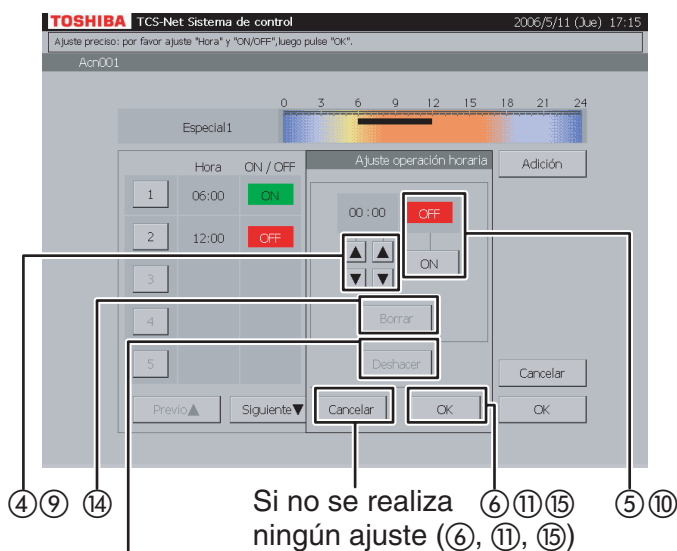 TOSHIBA TCS-Net Sistema de control 2006/5/11 (Jue) 17:15
Ajuste preciso: por favor ajuste "Hora" y "ON/OFF",luego pulse "OK".
Acn001
0 3 6 9 12 15 18 21 24
Especial1
Hora ON / OFF
Ajuste operación horaria
Adición
1 06:00 ON
00 :00 OFF
2 12:00 OFF
▲ ▲ ON
▼ ▼
3
4
Borrar
5
Deshacer
Cancelar
Previo▲ Siguiente▼ Cancelar OK OK
④⑨ ⑭ Si no se realiza ⑥⑪⑮ ⑤⑩
ningún ajuste (⑥, ⑪, ⑮)